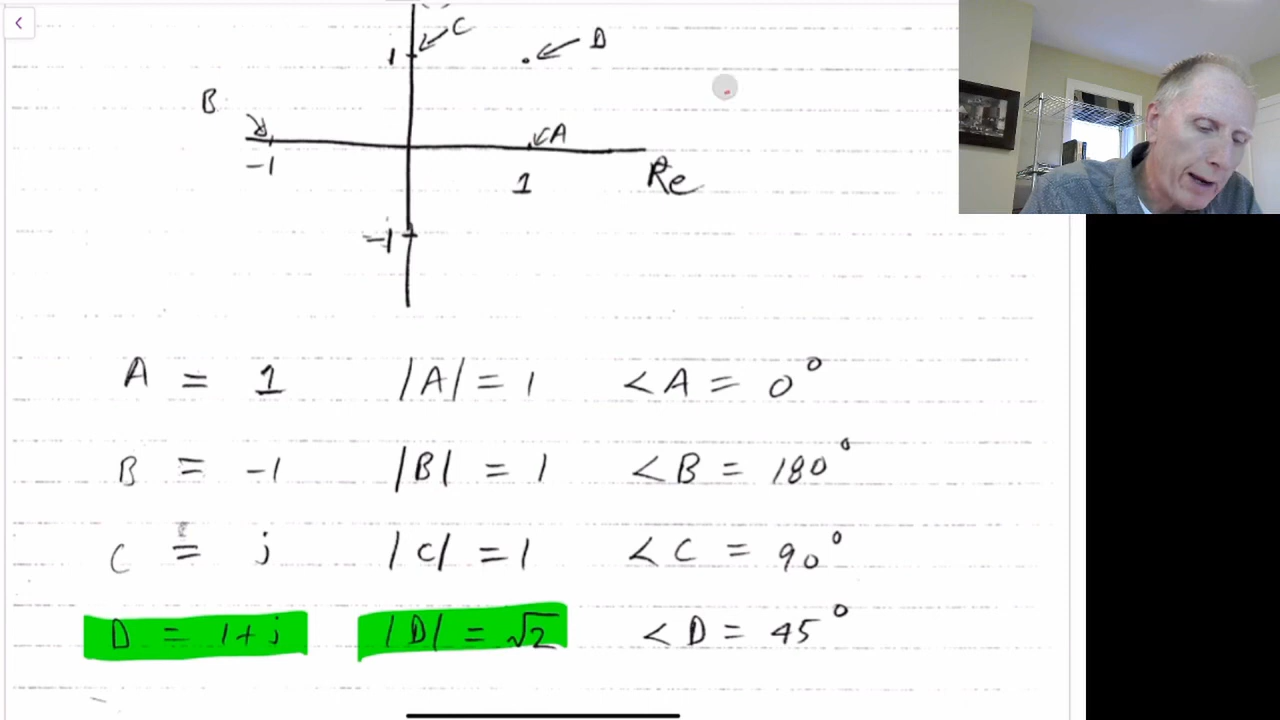 C
1 D
B
A
-1 1 Re
-1
A = 1 |A| = 1 <A = 0°
B = -1 |B| = 1 <B = 180°
C = j |C| = 1 <C = 90°
D = 1+j |D| = √2 <D = 45°